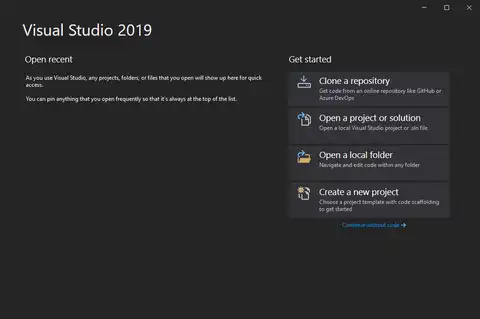 Visual Studio 2019
Open recent
As you use Visual Studio, any projects, folders, or files that you open will show up here for quick
access.
You can pin anything that you open frequently so that it's always at the top of the list.
Get started
Clone a repository
Get code from an online repository like GitHub or
Azure DevOps
Open a project or solution
Open a local Visual Studio project or .sln file
Open a local folder
Navigate and edit code within any folder
Create a new project
Choose a project template with code scaffolding
to get started
Continue without code →